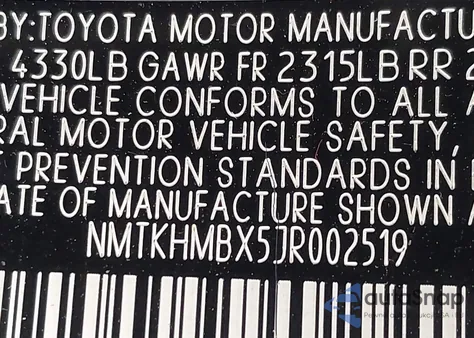 BY:TOYOTA MOTOR MANUFACTU
4330LB GAWR FR 2315LB RR
VEHICLE CONFORMS TO ALL
RAL MOTOR VEHICLE SAFETY,
PREVENTION STANDARDS IN
ATE OF MANUFACTURE SHOWN
NMTKHMBX5JR002519
autoSnap